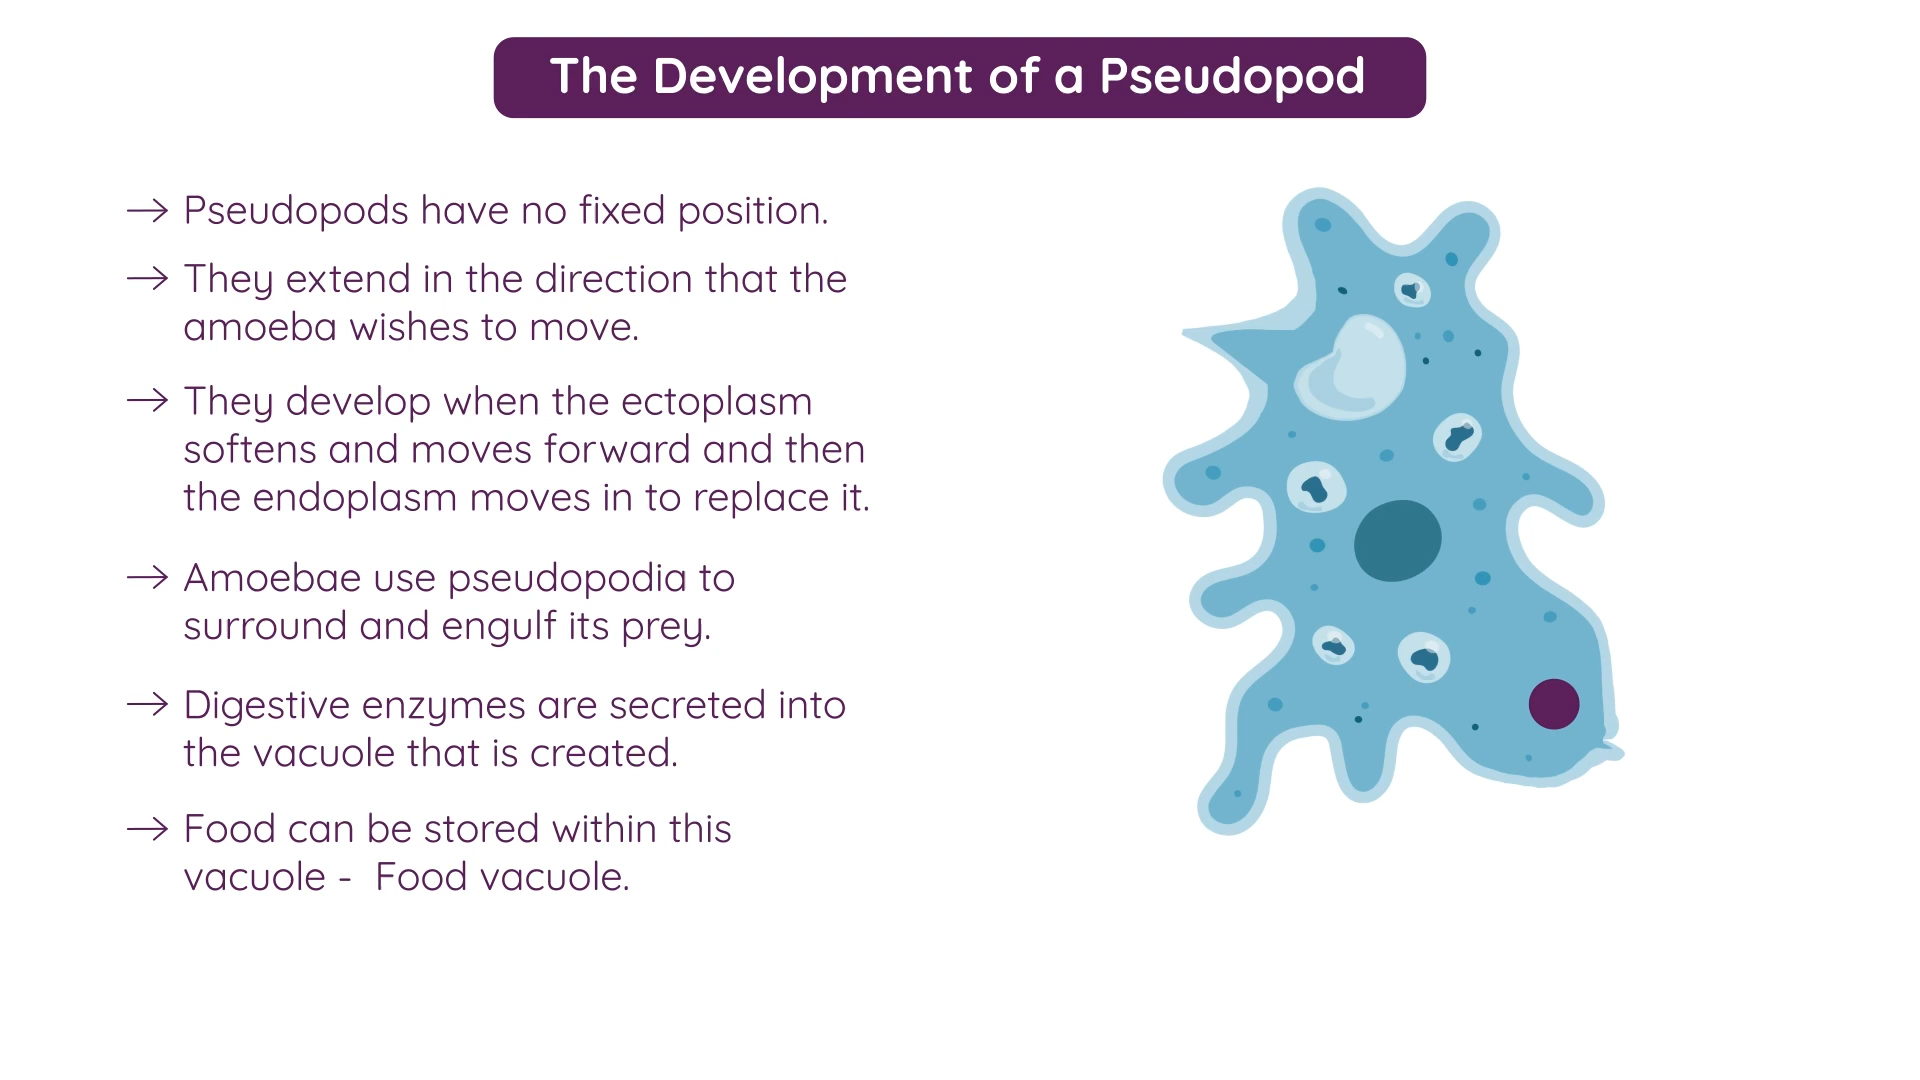 The Development of a Pseudopod
→ Pseudopods have no fixed position.
→ They extend in the direction that the
amoeba wishes to move.
→ They develop when the ectoplasm
softens and moves forward and then
the endoplasm moves in to replace it.
→ Amoebae use pseudopodia to
surround and engulf its prey.
→ Digestive enzymes are secreted into
the vacuole that is created.
→ Food can be stored within this
vacuole -  Food vacuole.